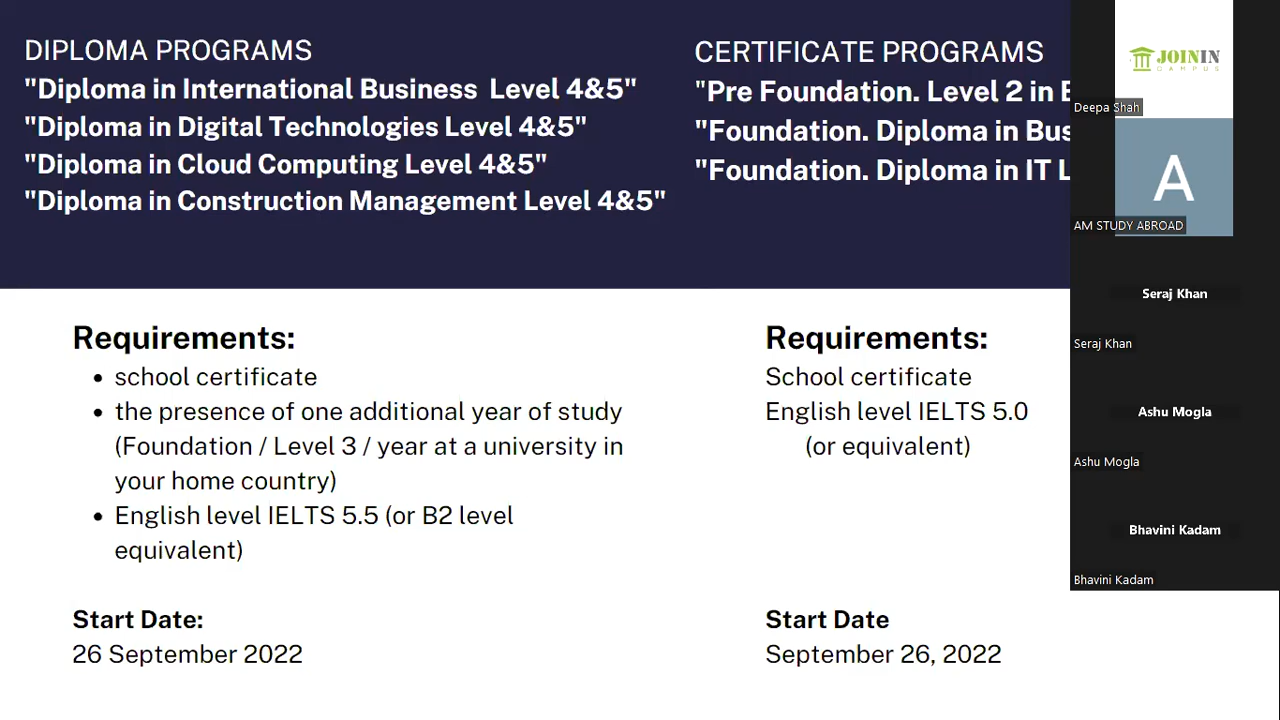 DIPLOMA PROGRAMS
"Diploma in International Business Level 4&5"
"Diploma in Digital Technologies Level 4&5"
"Diploma in Cloud Computing Level 4&5"
"Diploma in Construction Management Level 4&5"
CERTIFICATE PROGRAMS
"Pre Foundation. Level 2 in
"Foundation. Diploma in
"Foundation. Diploma in IT
Requirements:
• school certificate
• the presence of one additional year of study
(Foundation / Level 3 / year at a university in
your home country)
• English level IELTS 5.5 (or B2 level
equivalent)
Start Date:
26 September 2022
Requirements:
School certificate
English level IELTS 5.0
(or equivalent)
Start Date
September 26, 2022
JOININ
CAMPUS
Deepa Shah
A
AM STUDY ABROAD
Seraj Khan
Seraj Khan
Ashu Mogla
Ashu Mogla
Bhavini Kadam
Bhavini Kadam